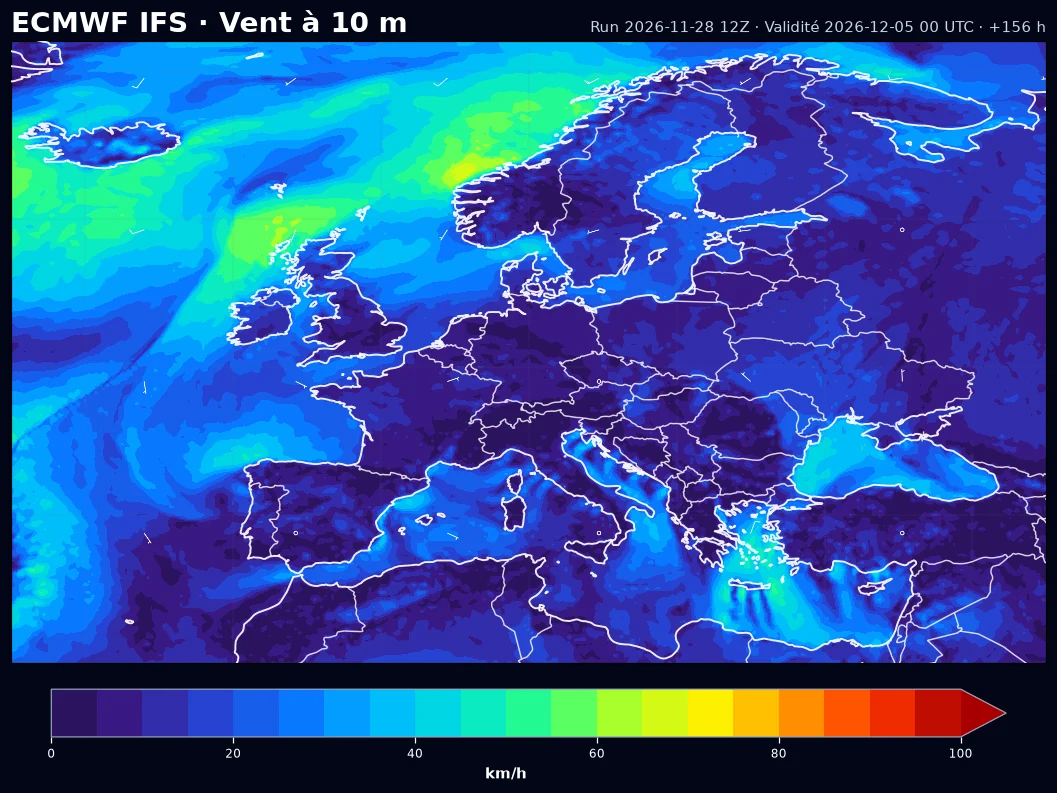 ECMWF IFS · Vent à 10 m
Run 2026-11-28 12Z · Validité 2026-12-05 00 UTC · +156 h
0 20 40 60 80 100
km/h